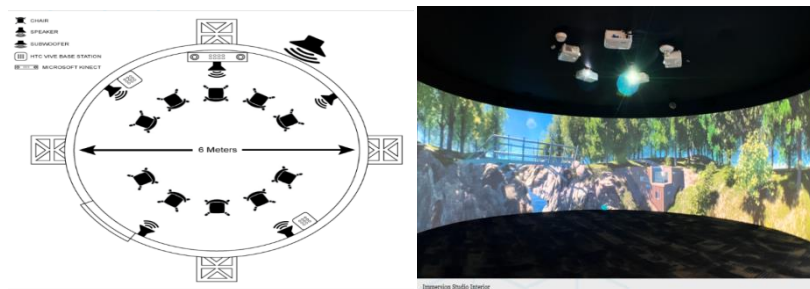 CHAIR
SPEAKER
SUBWOOFER
HTC VIVE BASE STATION
MICROSOFT KINECT
6 Meters
Immersion Studio Interior